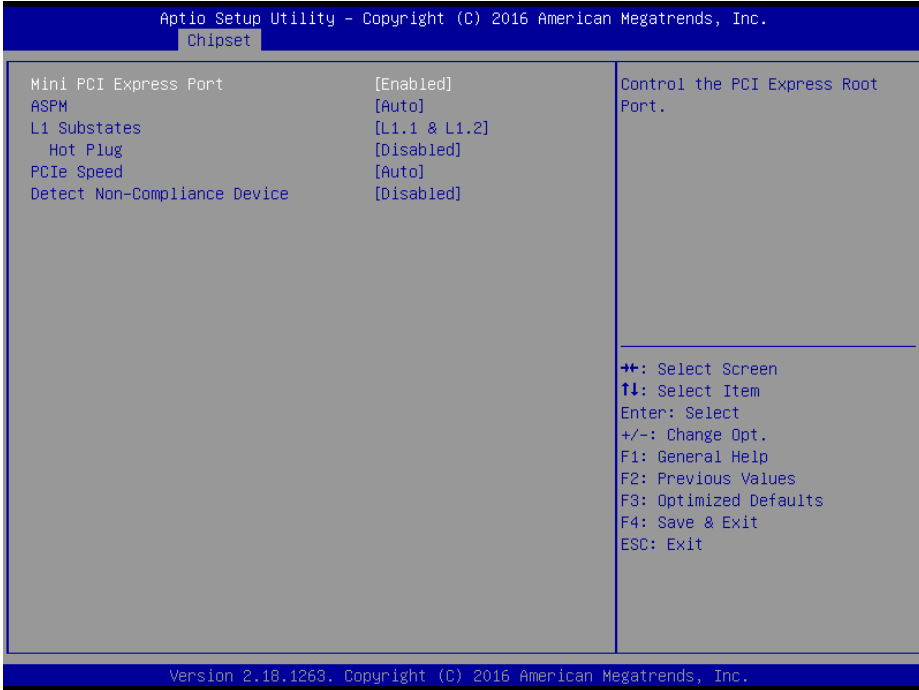 Aptio Setup Utility – Copyright (C) 2016 American Megatrends, Inc.
Chipset
Mini PCI Express Port [Enabled]
ASPM [Auto]
L1 Substates [L1.1 & L1.2]
Hot Plug [Disabled]
PCIe Speed [Auto]
Detect Non-Compliance Device [Disabled]
Control the PCI Express Root
Port.
→←: Select Screen
↑↓: Select Item
Enter: Select
+/-: Change Opt.
F1: General Help
F2: Previous Values
F3: Optimized Defaults
F4: Save & Exit
ESC: Exit
Version 2.18.1263. Copyright (C) 2016 American Megatrends, Inc.